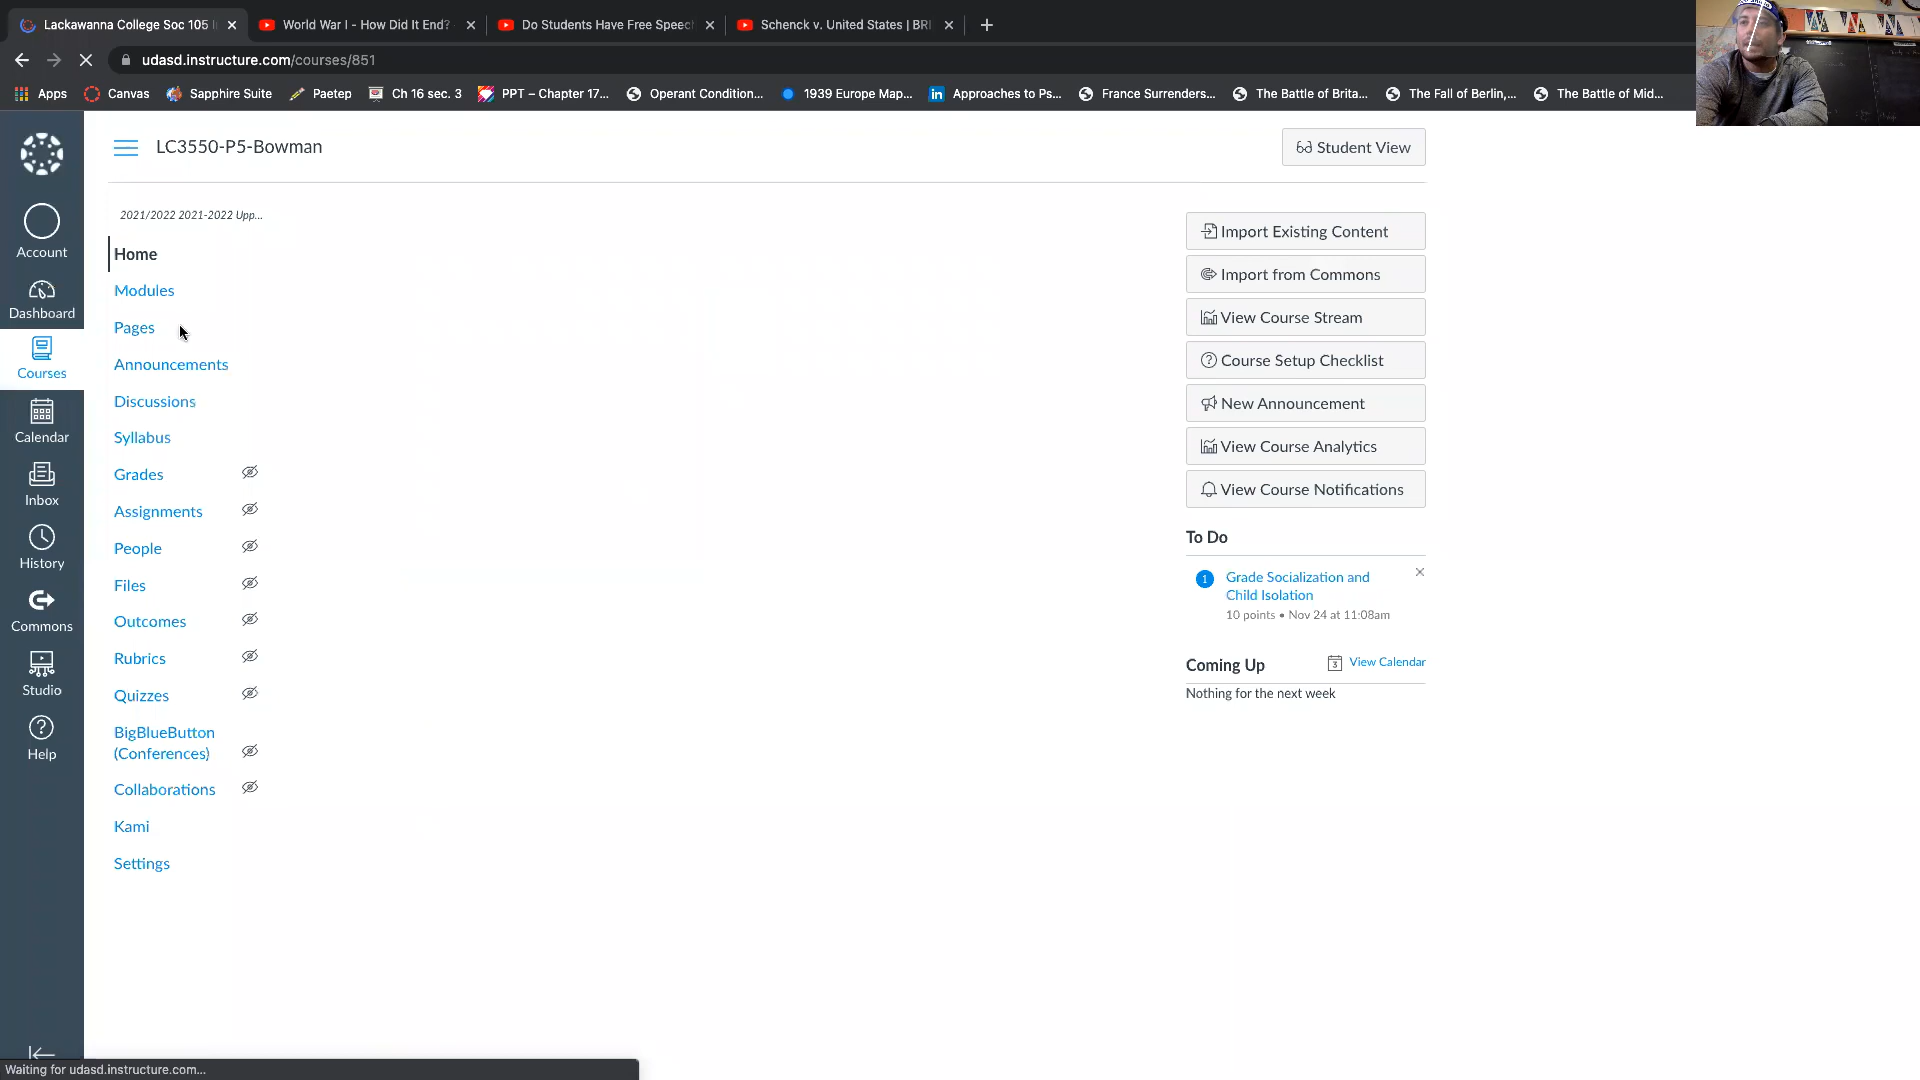 Lackawanna College Soc 105 I
World War I - How Did It End?
Do Students Have Free Speech
Schenck v. United States | BRI
udasd.instructure.com/courses/851
Apps
Canvas
Sapphire Suite
Paetep
Ch 16 sec. 3
PPT – Chapter 17...
Operant Condition...
1939 Europe Map...
Approaches to Ps...
France Surrenders...
The Battle of Brita...
The Fall of Berlin,...
The Battle of Mid...
Account
Dashboard
Courses
Calendar
Inbox
History
Commons
Studio
Help
LC3550-P5-Bowman
Student View
2021/2022 2021-2022 Upp...
Home
Modules
Pages
Announcements
Discussions
Syllabus
Grades
Assignments
People
Files
Outcomes
Rubrics
Quizzes
BigBlueButton
(Conferences)
Collaborations
Kami
Settings
Import Existing Content
Import from Commons
View Course Stream
Course Setup Checklist
New Announcement
View Course Analytics
View Course Notifications
To Do
1
Grade Socialization and
Child Isolation
10 points • Nov 24 at 11:08am
Coming Up
3
View Calendar
Nothing for the next week
Waiting for udasd.instructure.com...